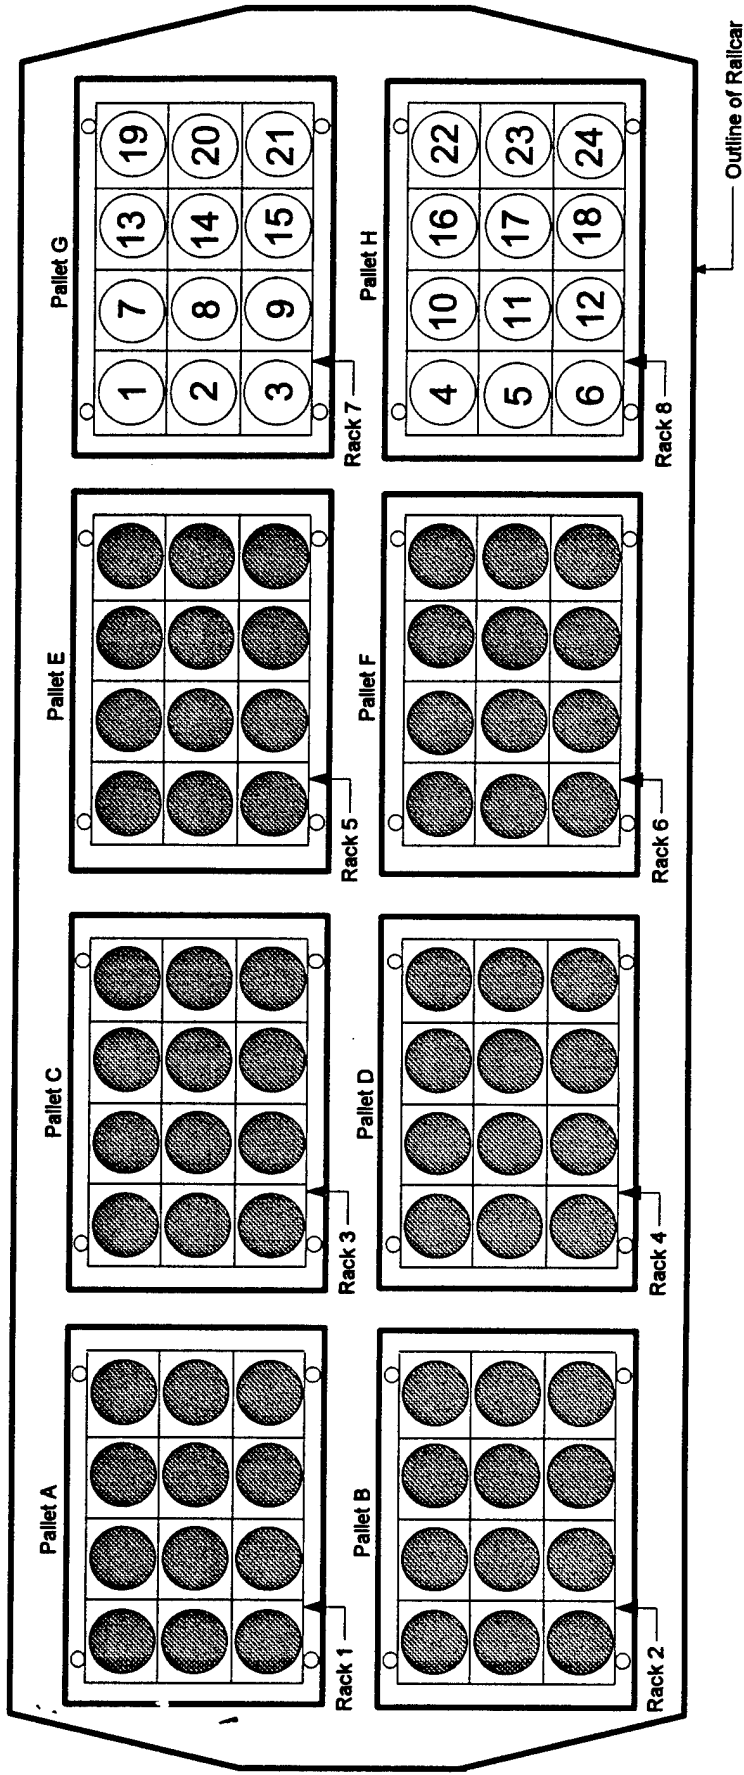 Pallet A
Pallet C
Pallet E
Pallet G
1 7 13 19
2 8 14 20
3 9 15 21
Rack 1
Rack 3
Rack 5
Rack 7
Pallet B
Pallet D
Pallet F
Pallet H
4 10 16 22
5 11 17 23
6 12 18 24
Rack 2
Rack 4
Rack 6
Rack 8
Outline of Railcar